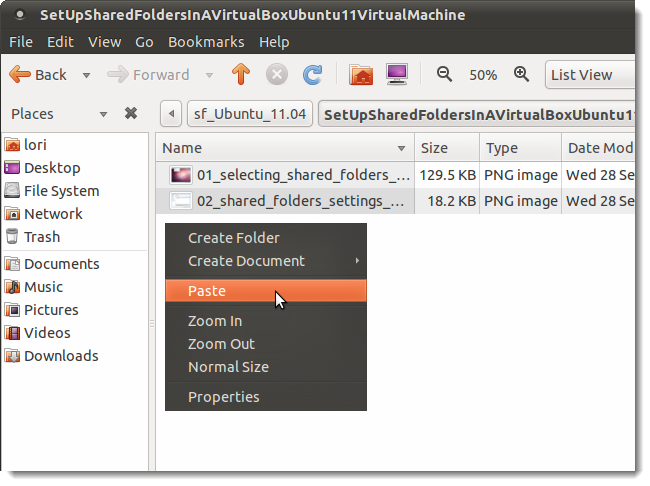 SetUpSharedFoldersInAVirtualBoxUbuntu11VirtualMachine
File Edit View Go Bookmarks Help
Back Forward 50% List View
Places sf_Ubuntu_11.04 SetUpSharedFoldersInAVirtualBoxUbuntu11
Name Size Type Date Mod
lori 01_selecting_shared_folders_... 129.5 KB PNG image Wed 28 Se
Desktop 02_shared_folders_settings_... 18.2 KB PNG image Wed 28 Se
File System
Network
Trash
Documents
Music
Pictures
Videos
Downloads
Create Folder
Create Document
Paste
Zoom In
Zoom Out
Normal Size
Properties